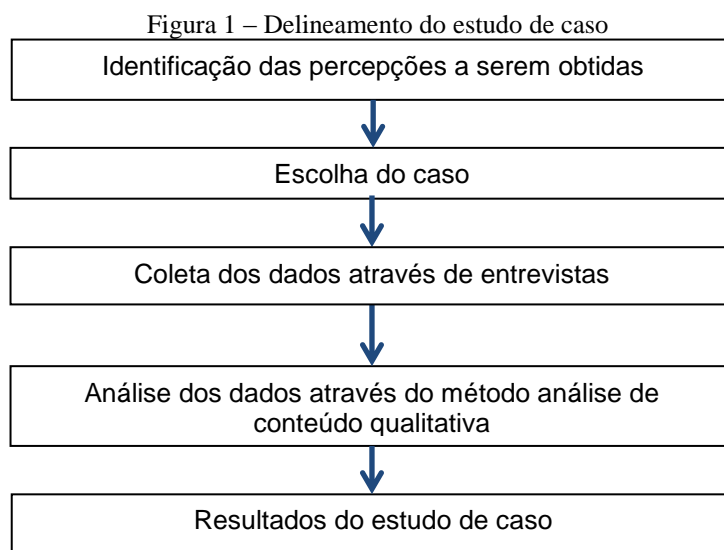 Figura 1 – Delineamento do estudo de caso
Identificação das percepções a serem obtidas
Escolha do caso
Coleta dos dados através de entrevistas
Análise dos dados através do método análise de
conteúdo qualitativa
Resultados do estudo de caso